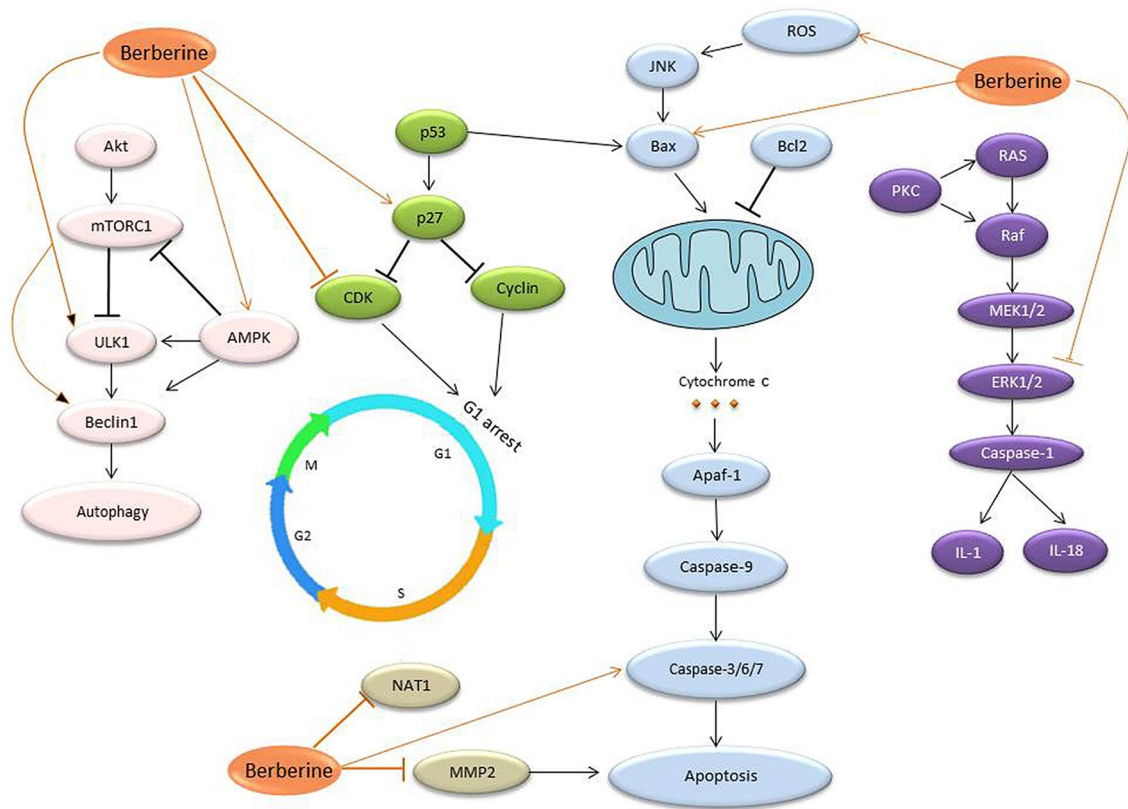 Berberine
ROS
JNK
Berberine
p53
Akt
Bax
Bcl2
RAS
PKC
mTORC1
p27
Raf
CDK
Cyclin
MEK1/2
ULK1
AMPK
Cytochrome c
ERK1/2
Beclin1
G1 arrest
G1
M
Caspase-1
Apaf-1
Autophagy
G2
IL-1
IL-18
Caspase-9
S
Caspase-3/6/7
NAT1
Berberine
MMP2
Apoptosis